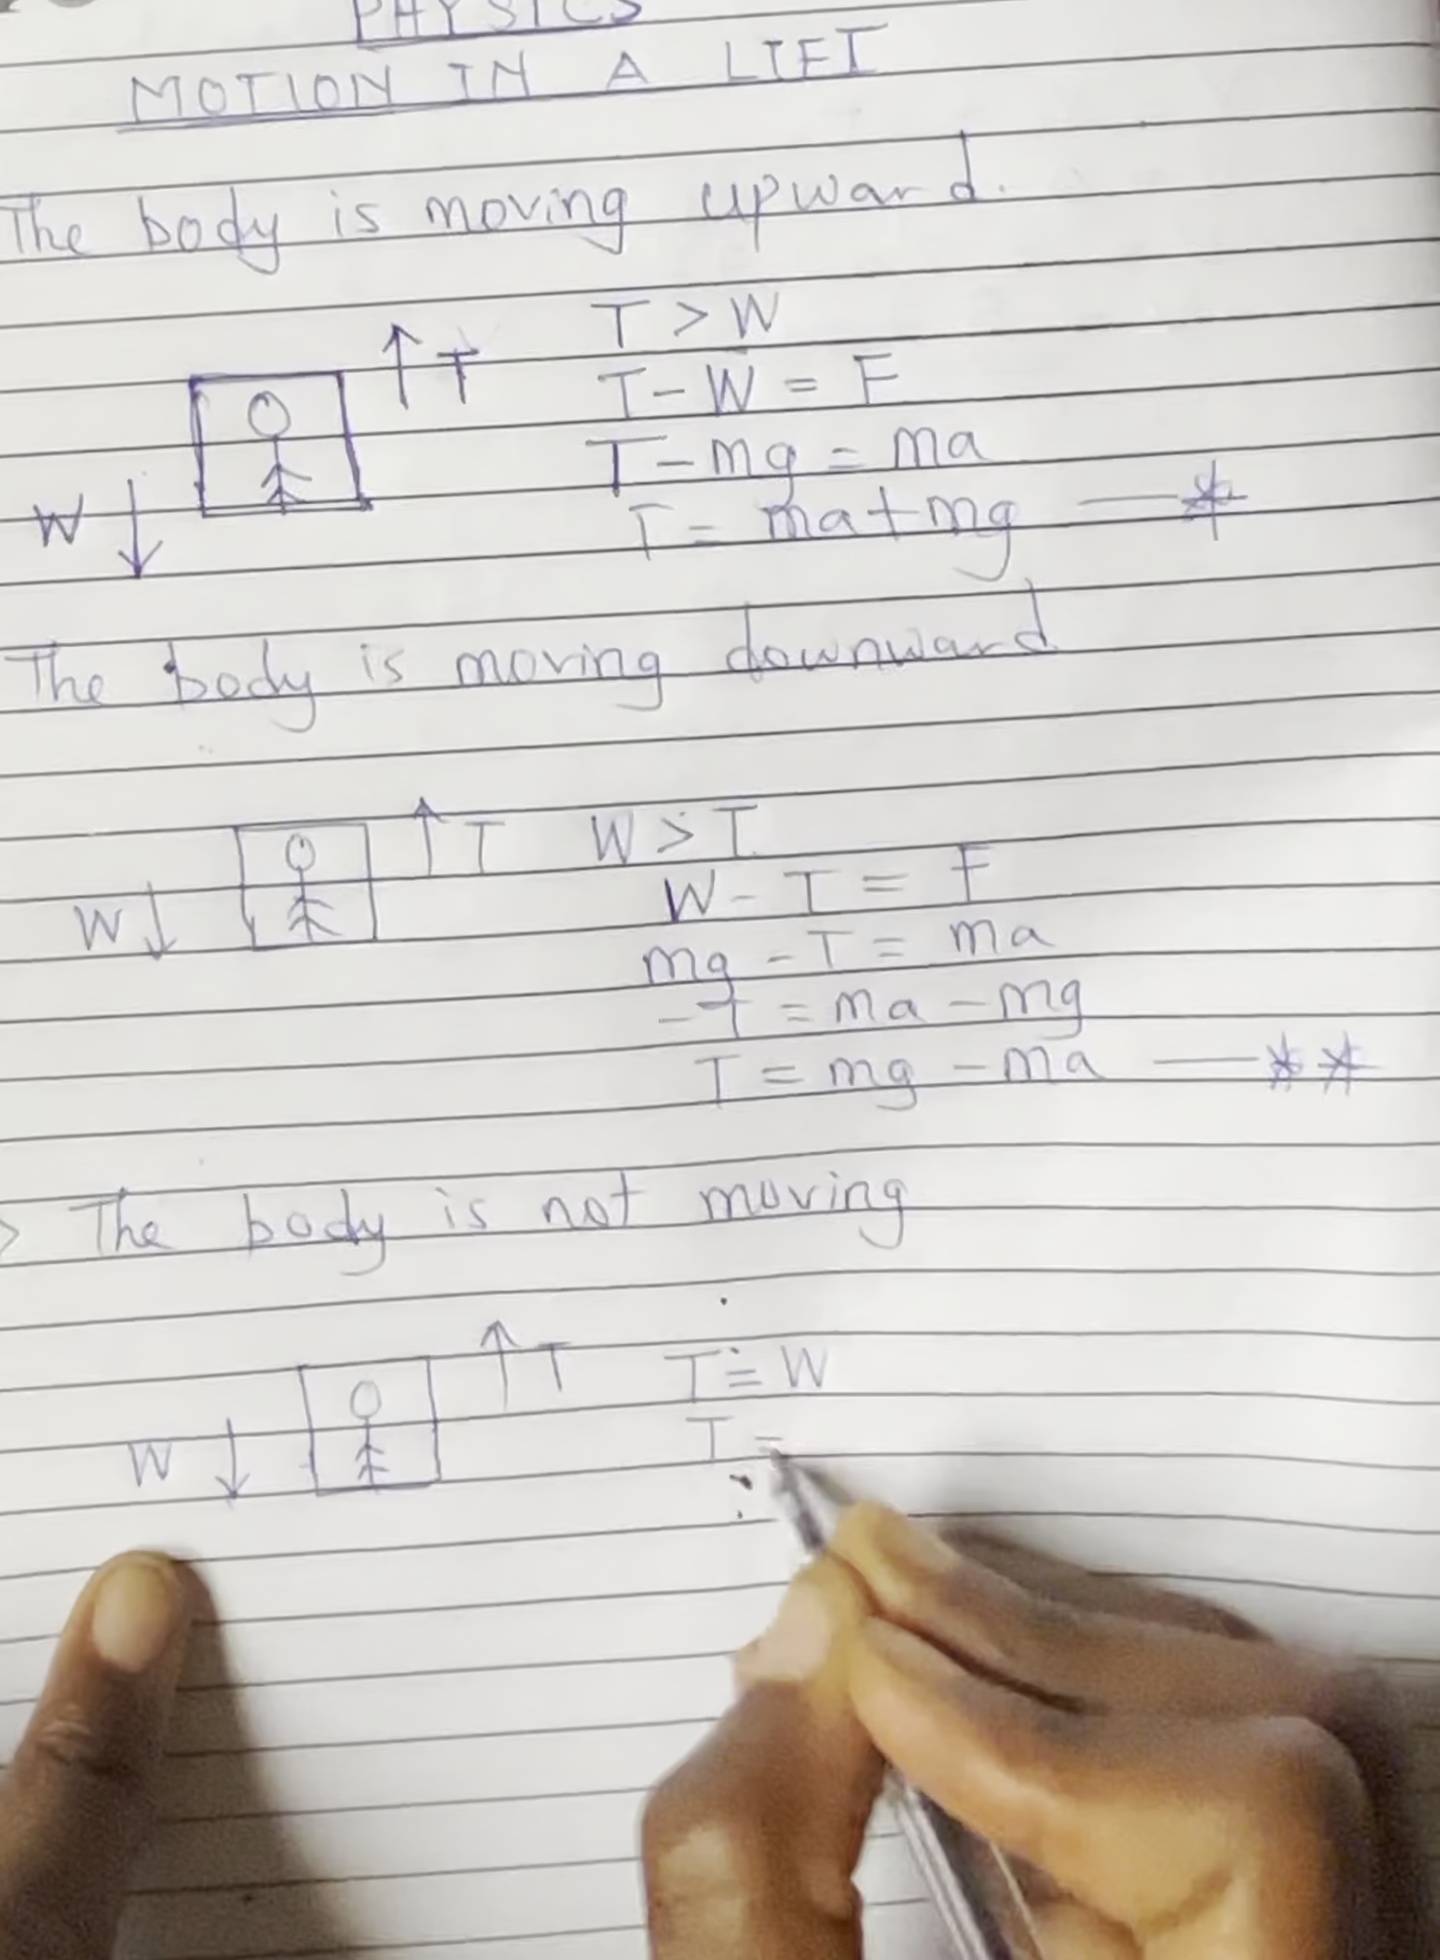 PHYSICS
MOTION IN A LIFT
The body is moving upward.
T > W
T
T - W = F
T - mg = ma
W
T = ma + mg —*
The body is moving downward
T
W > T
W - T = F
W
mg - T = ma
- T = ma - mg
T = mg - ma —**
> The body is not moving
T
T = W
W
T =